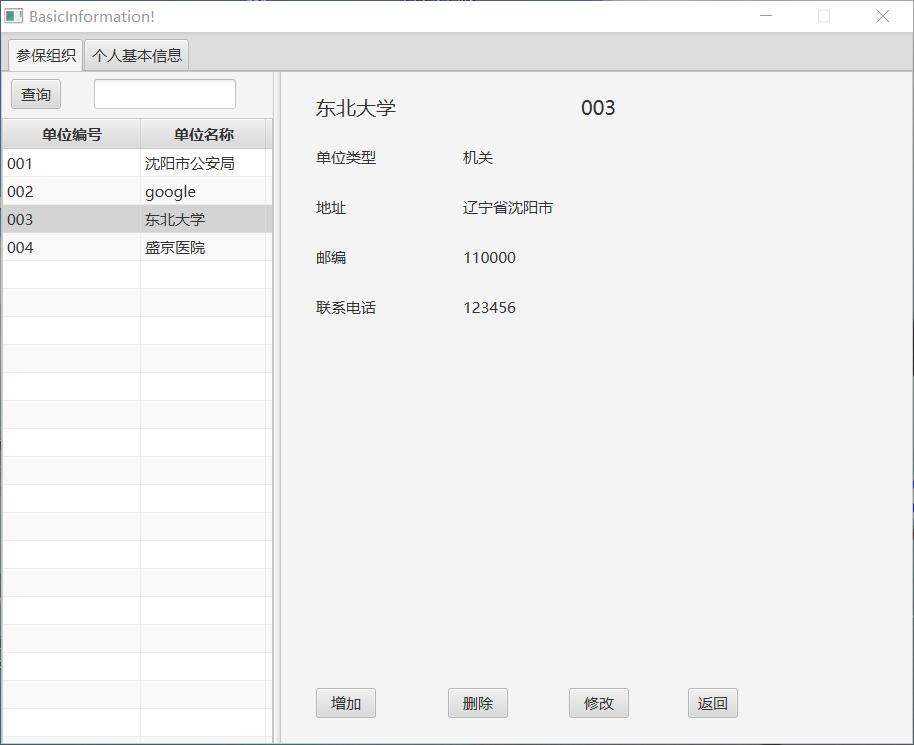 BasicInformation!
参保组织 个人基本信息
查询
单位编号 单位名称
001 沈阳市公安局
002 google
003 东北大学
004 盛京医院
东北大学 003
单位类型 机关
地址 辽宁省沈阳市
邮编 110000
联系电话 123456
增加 删除 修改 返回